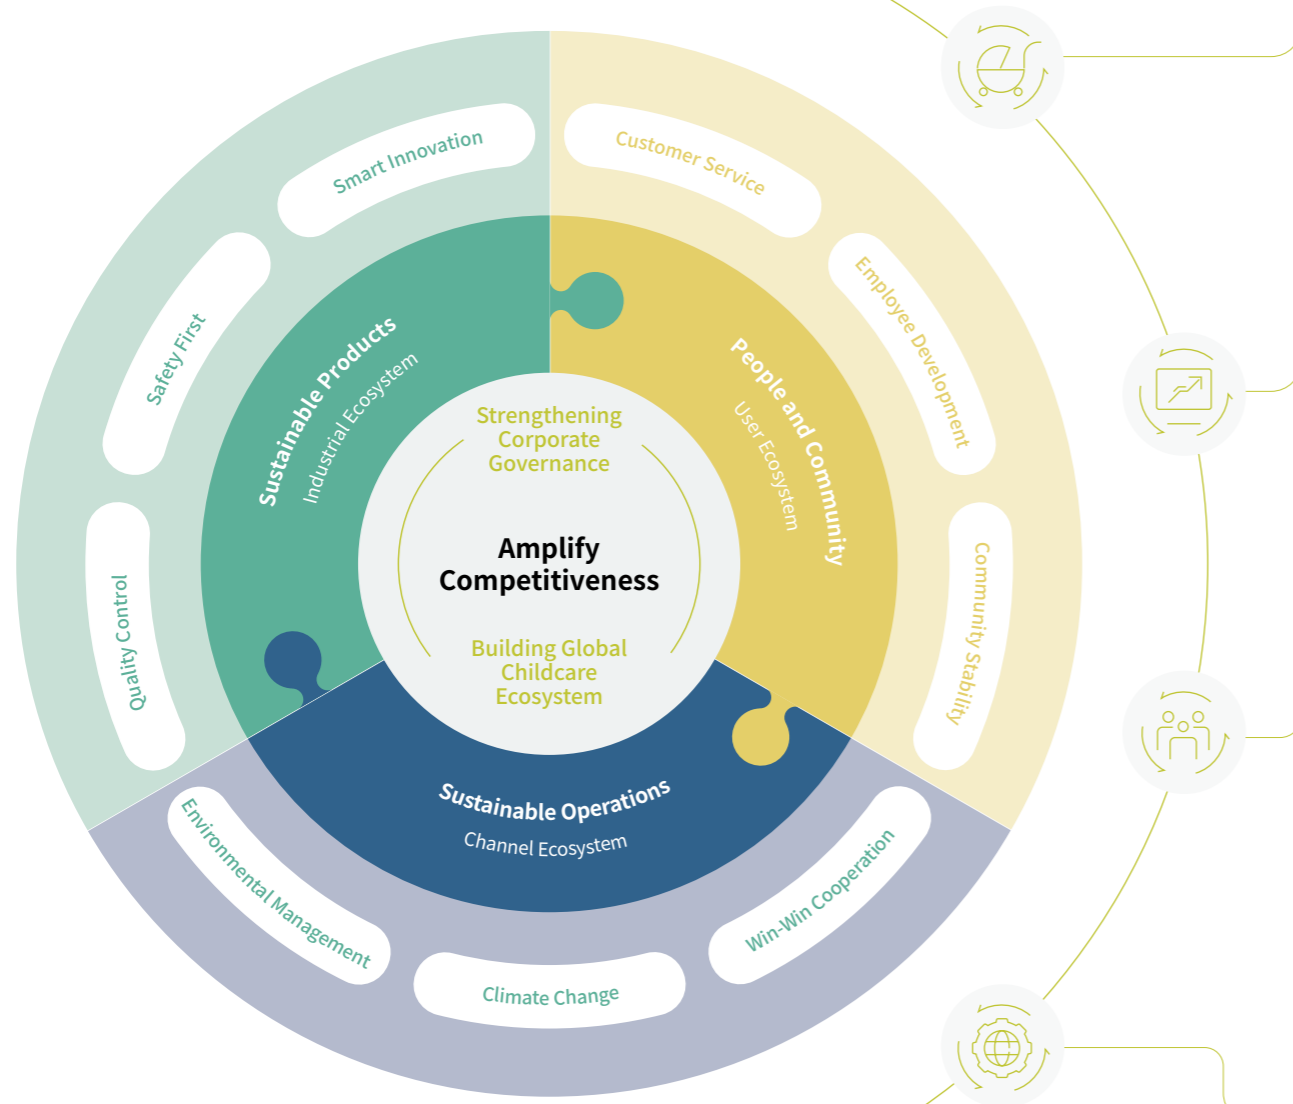 Smart Innovation
Customer Service
Safety First
Employee Development
Sustainable Products
Industrial Ecosystem
People and Community
User Ecosystem
Strengthening
Corporate
Governance
Amplify
Competitiveness
Building Global
Childcare
Ecosystem
Quality Control
Community Stability
Sustainable Operations
Channel Ecosystem
Environmental Management
Climate Change
Win-Win Cooperation